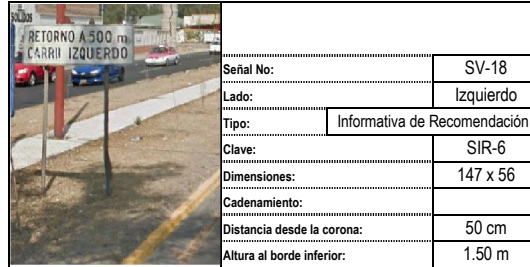 SOLIDOS
RETORNO A 500 m
CARRIL IZQUIERDO
Señal No: SV-18
Lado: Izquierdo
Tipo: Informativa de Recomendación
Clave: SIR-6
Dimensiones: 147 x 56
Cadenamiento:
Distancia desde la corona: 50 cm
Altura al borde inferior: 1.50 m